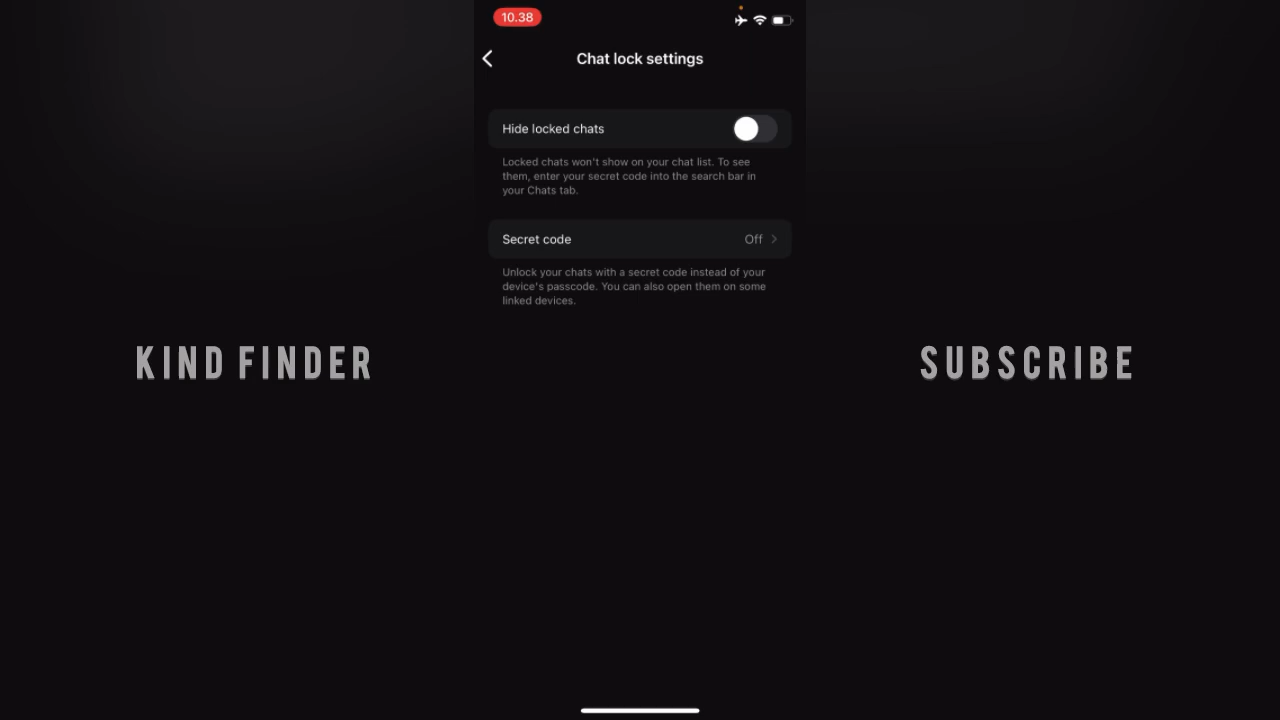 10.38
Chat lock settings
Hide locked chats
Locked chats won't show on your chat list. To see
them, enter your secret code into the search bar in
your Chats tab.
Secret code Off
Unlock your chats with a secret code instead of your
device's passcode. You can also open them on some
linked devices.
KIND FINDER
SUBSCRIBE